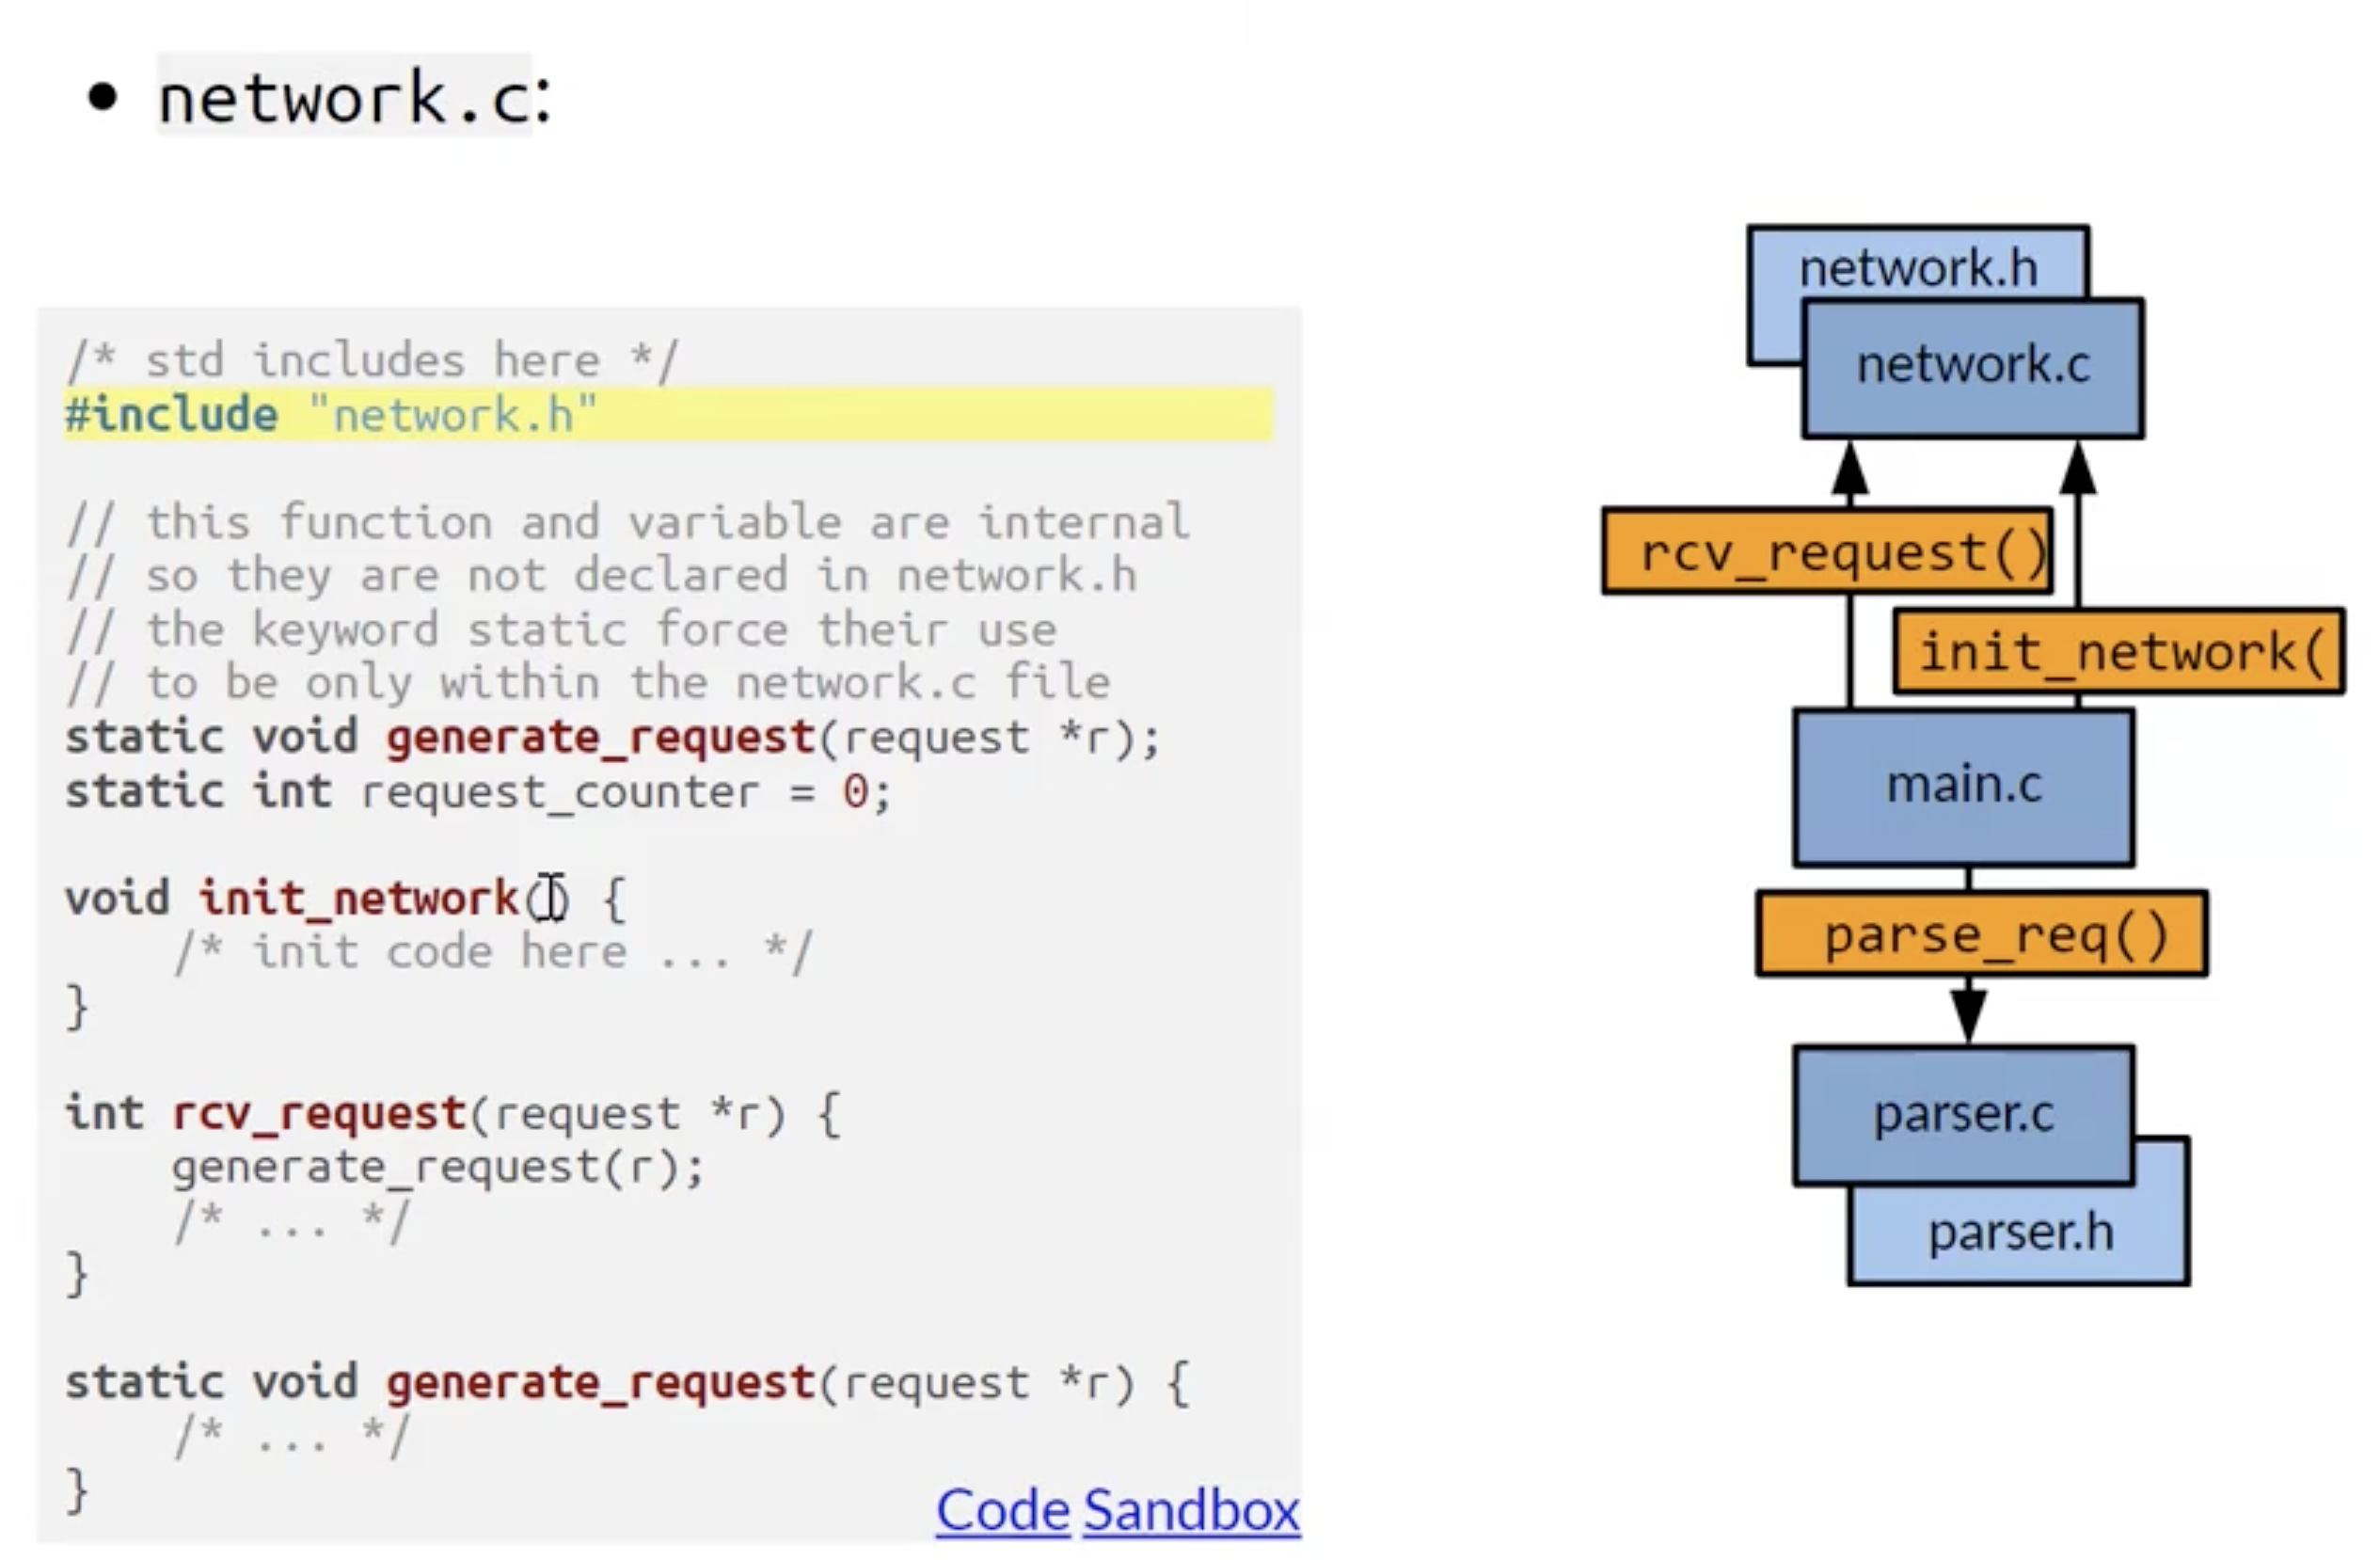 • network.c:
/* std includes here */
#include "network.h"
// this function and variable are internal
// so they are not declared in network.h
// the keyword static force their use
// to be only within the network.c file
static void generate_request(request *r);
static int request_counter = 0;
void init_network() {
    /* init code here ... */
}
int rcv_request(request *r) {
    generate_request(r);
    /* ... */
}
static void generate_request(request *r) {
    /* ... */
}
Code Sandbox
network.h
network.c
rcv_request()
init_network(
main.c
parse_req()
parser.c
parser.h